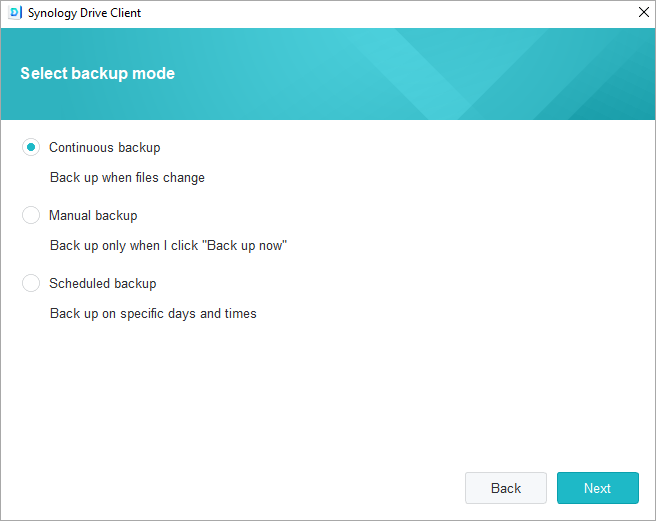 Synology Drive Client
Select backup mode
Continuous backup
Back up when files change
Manual backup
Back up only when I click "Back up now"
Scheduled backup
Back up on specific days and times
Back
Next